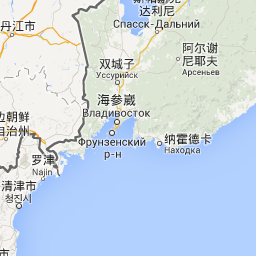 斯帕斯克
达利尼
Спасск-Дальний
丹江市
阿尔谢
尼耶夫
Арсеньев
双城子
Уссурийск
海参崴
Владивосток
边朝鲜
自治州
Фрунзенский
р-н
纳霍德卡
Находка
罗津
Najin
清津市
청진시